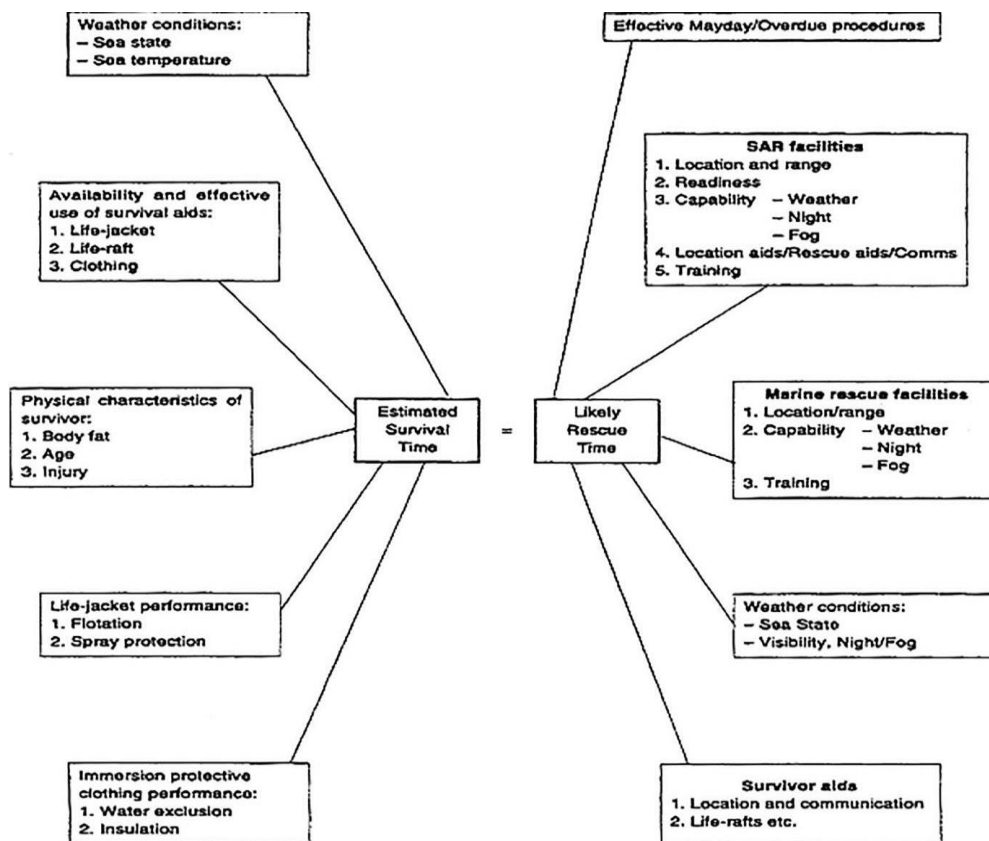 Weather conditions:
– Sea state
– Sea temperature
Availability and effective
use of survival aids:
1. Life-jacket
2. Life-raft
3. Clothing
Physical characteristics of
survivor:
1. Body fat
2. Age
3. Injury
Life-jacket performance:
1. Flotation
2. Spray protection
Immersion protective
clothing performance:
1. Water exclusion
2. Insulation
Estimated
Survival
Time
=
Likely
Rescue
Time
Effective Mayday/Overdue procedures
SAR facilities
1. Location and range
2. Readiness
3. Capability – Weather
– Night
– Fog
4. Location aids/Rescue aids/Comms
5. Training
Marine rescue facilities
1. Location/range
2. Capability – Weather
– Night
– Fog
3. Training
Weather conditions:
– Sea State
– Visibility, Night/Fog
Survivor aids
1. Location and communication
2. Life-rafts etc.